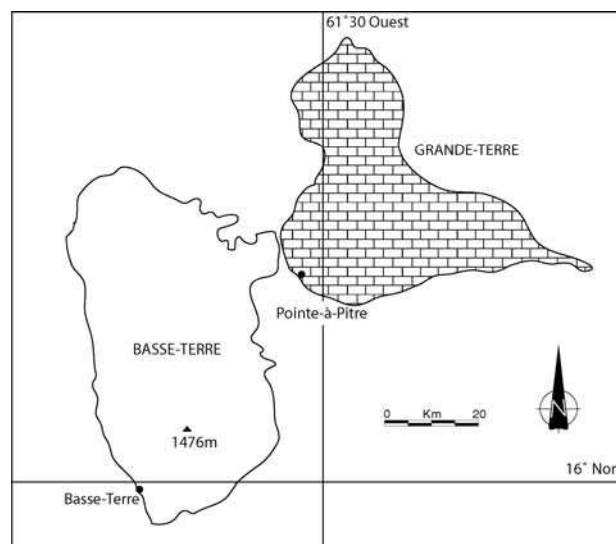 61°30 Ouest
GRANDE-TERRE
Pointe-à-Pitre
BASSE-TERRE
0 Km 20
N
1476m
16° Nor
Basse-Terre